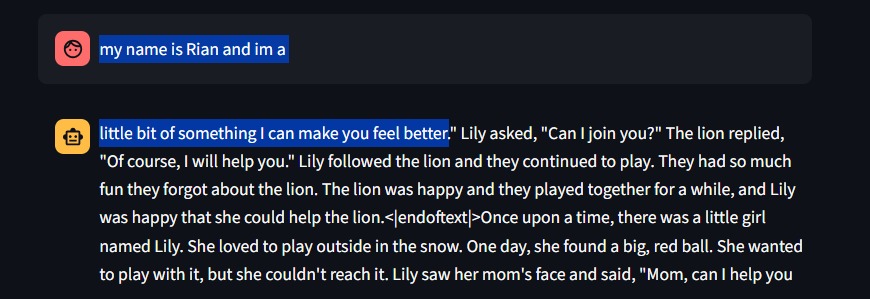 my name is Rian and im a
little bit of something I can make you feel better." Lily asked, "Can I join you?" The lion replied,
"Of course, I will help you." Lily followed the lion and they continued to play. They had so much
fun they forgot about the lion. The lion was happy and they played together for a while, and Lily
was happy that she could help the lion.<|endoftext|>Once upon a time, there was a little girl
named Lily. She loved to play outside in the snow. One day, she found a big, red ball. She wanted
to play with it, but she couldn't reach it. Lily saw her mom's face and said, "Mom, can I help you